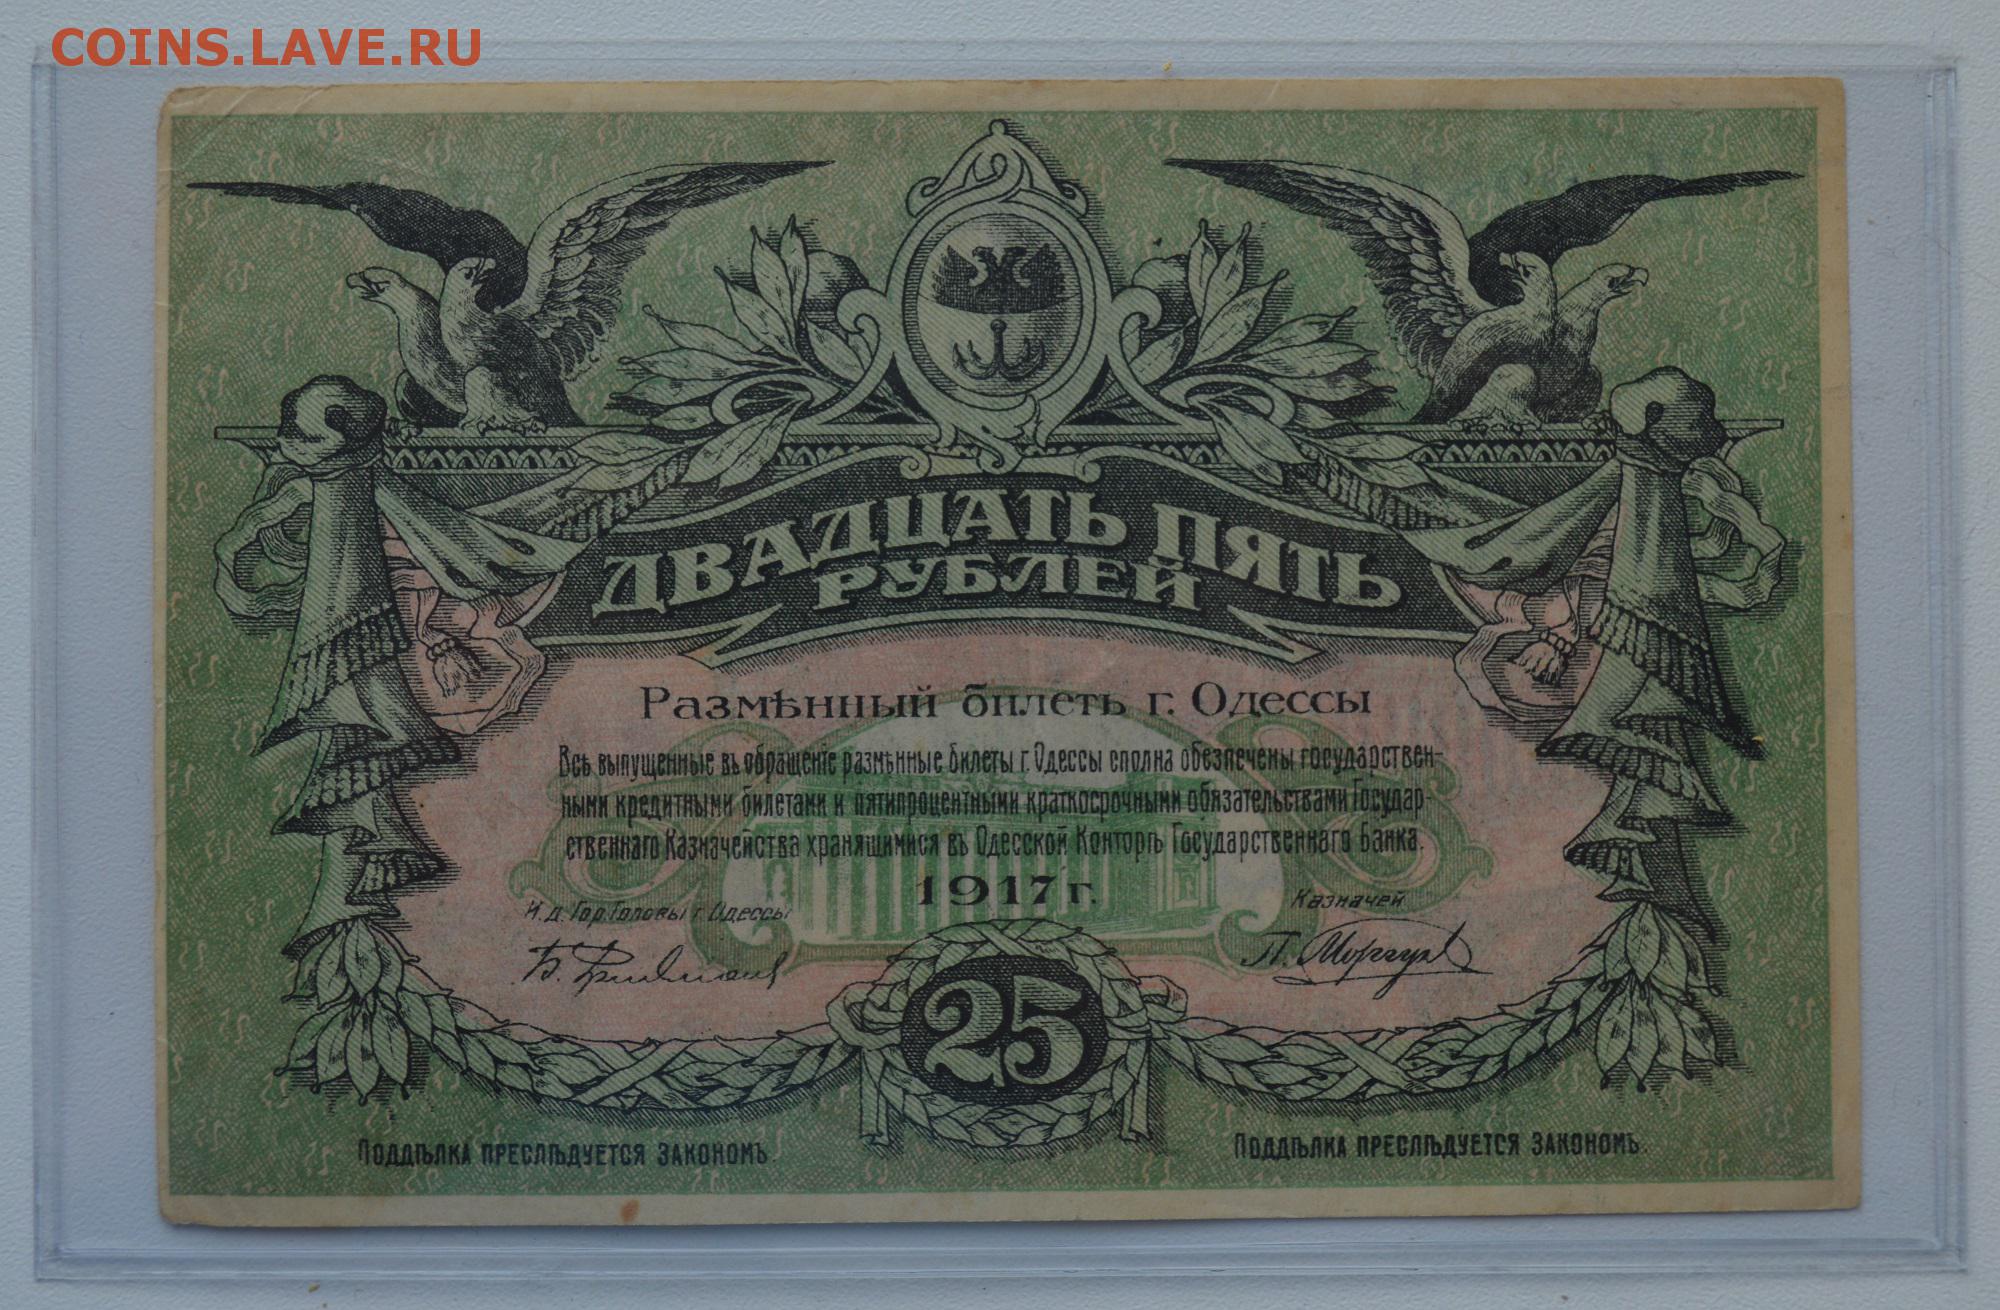 COINS.LAVE.RU
ДВАДЦАТЬ ПЯТЬ
РУБЛЕЙ
Размѣнный билетъ г. Одессы
Всѣ выпущенные въ обращенiе размѣнные билеты г. Одессы сполна обезпечены государствен-
ными кредитными билетами и пятипроцентными краткосрочными обязательствами Государ-
ственнаго Казначейства хранящимися въ Одесской Конторѣ Государственнаго Банка.
1917 г.
И. д. Гор. Головы г. Одессы
Казначей
25
Поддѣлка преслѣдуется закономъ.
Поддѣлка преслѣдуется закономъ.